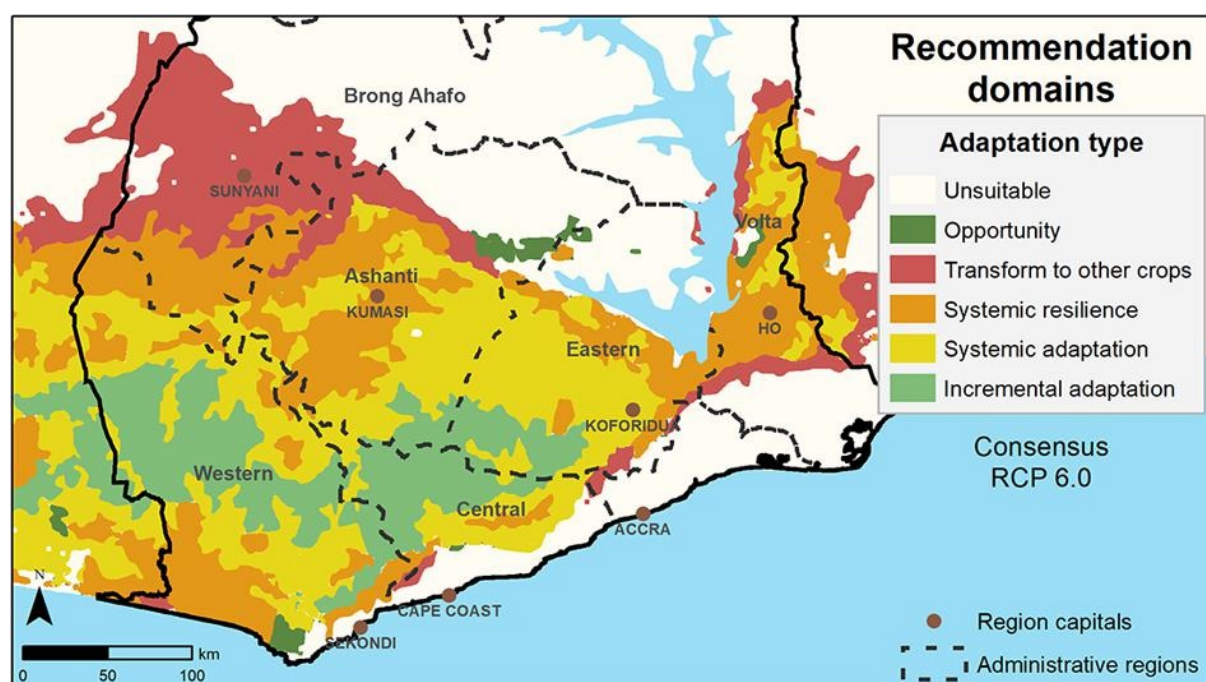 Recommendation
domains
Adaptation type
Unsuitable
Opportunity
Transform to other crops
Systemic resilience
Systemic adaptation
Incremental adaptation
Brong Ahafo
SUNYANI
Volta
Ashanti
KUMASI
HO
Eastern
KOFORIDUA
Western
Central
Consensus
RCP 6.0
ACCRA
N
CAPE COAST
SEKONDI
Region capitals
km
0 50 100
Administrative regions